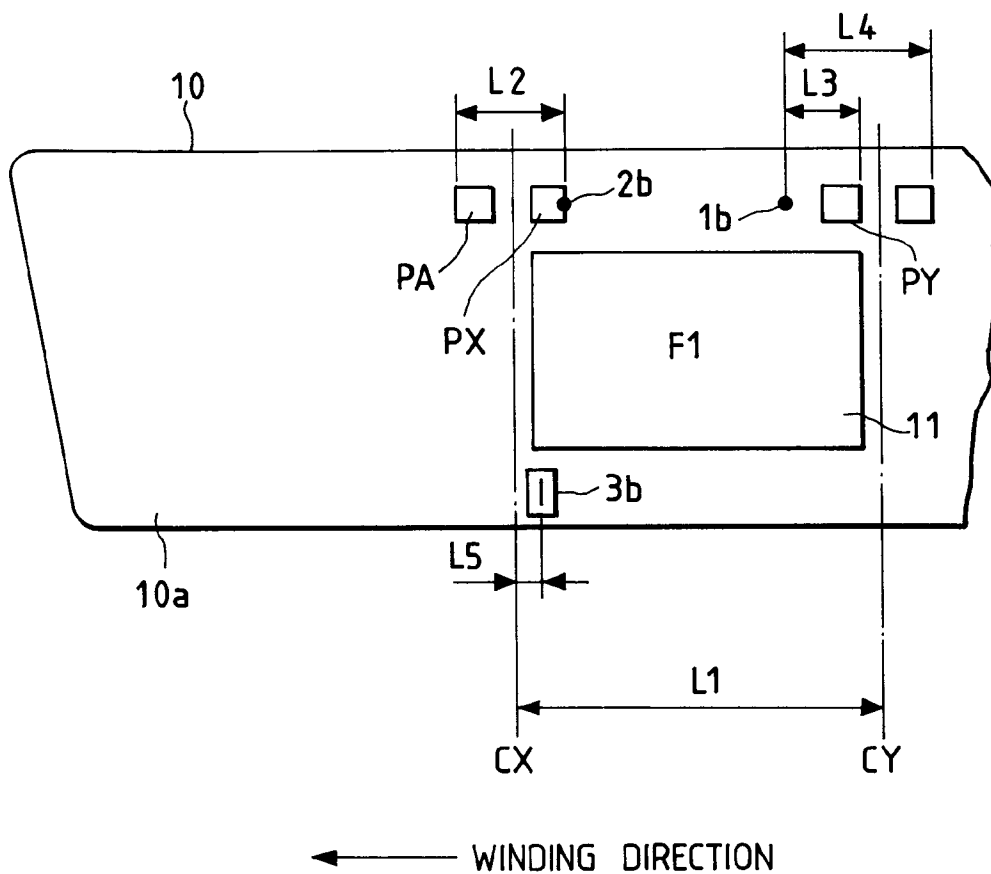 L4
10
L2
L3
2b
1b
PA
PY
PX
F1
11
3b
L5
10a
L1
CX
CY
WINDING DIRECTION